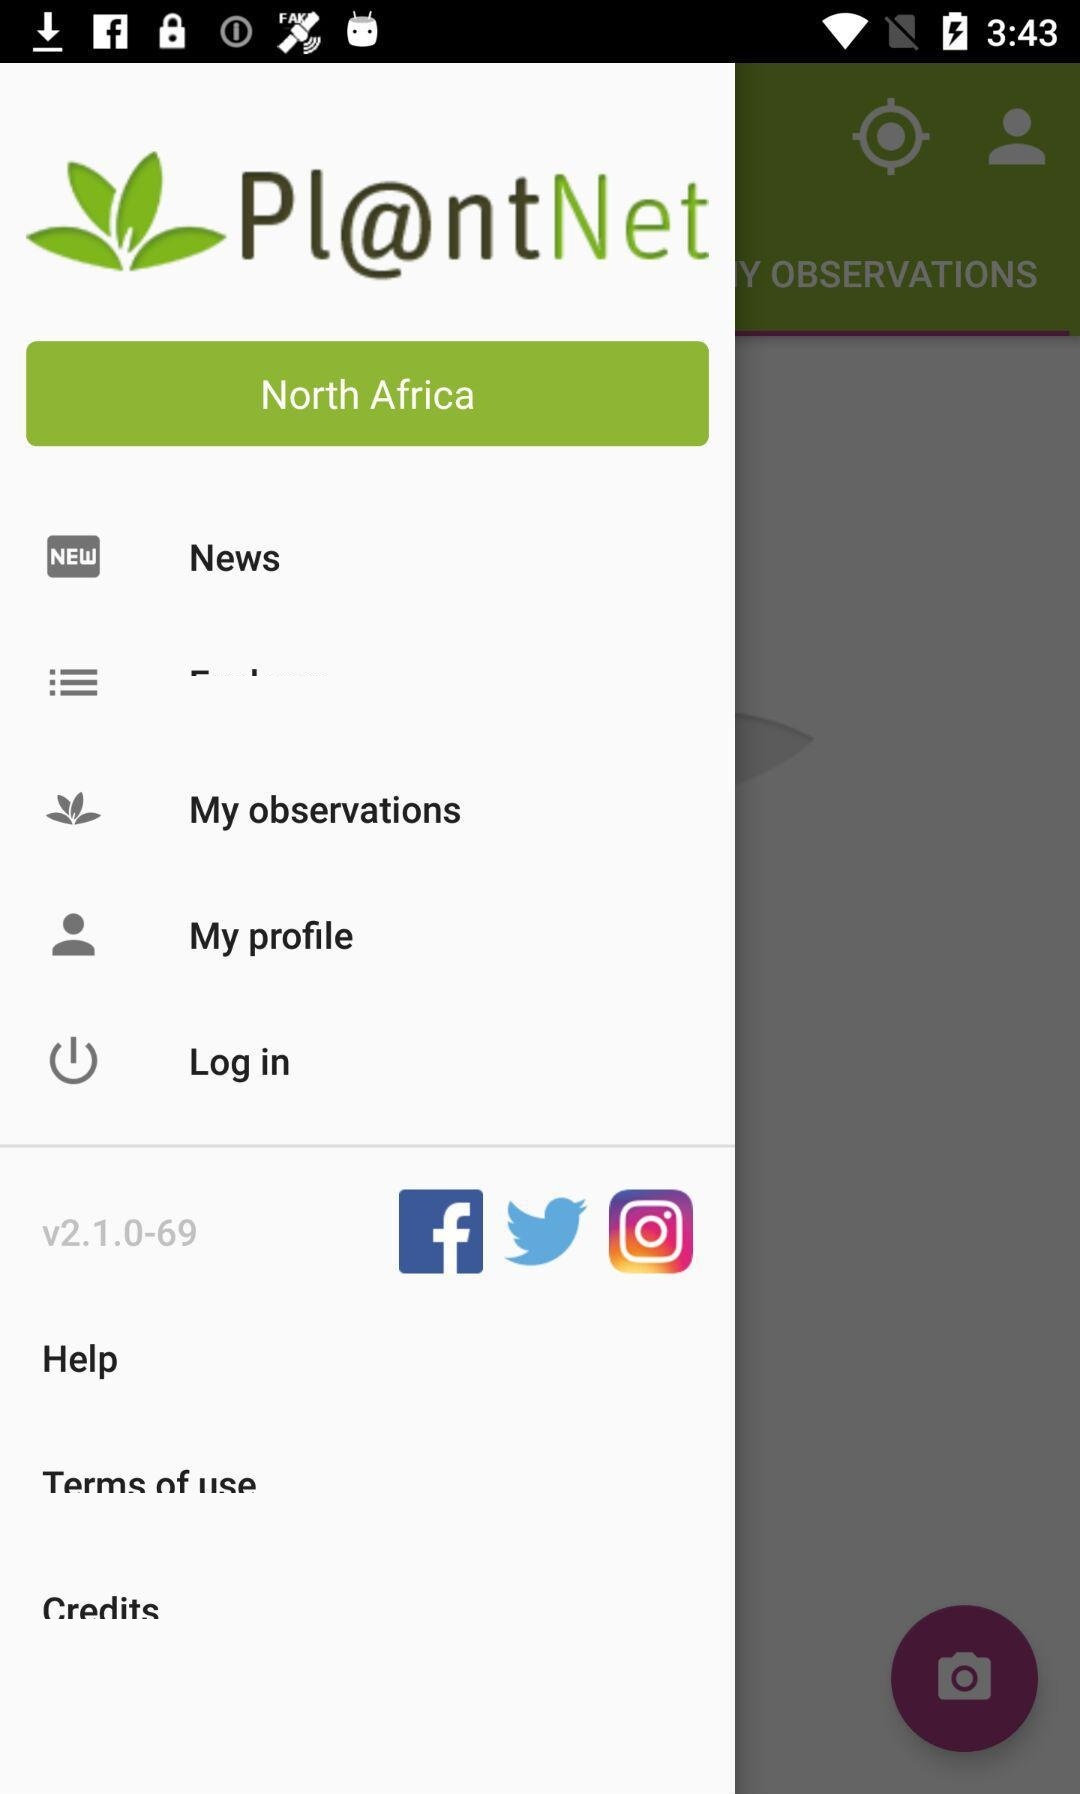 FAK
3:43
Pl@ntNet
Y OBSERVATIONS
North Africa
NEW News
My observations
My profile
Log in
v2.1.0-69
Help
Terms of use
Credits